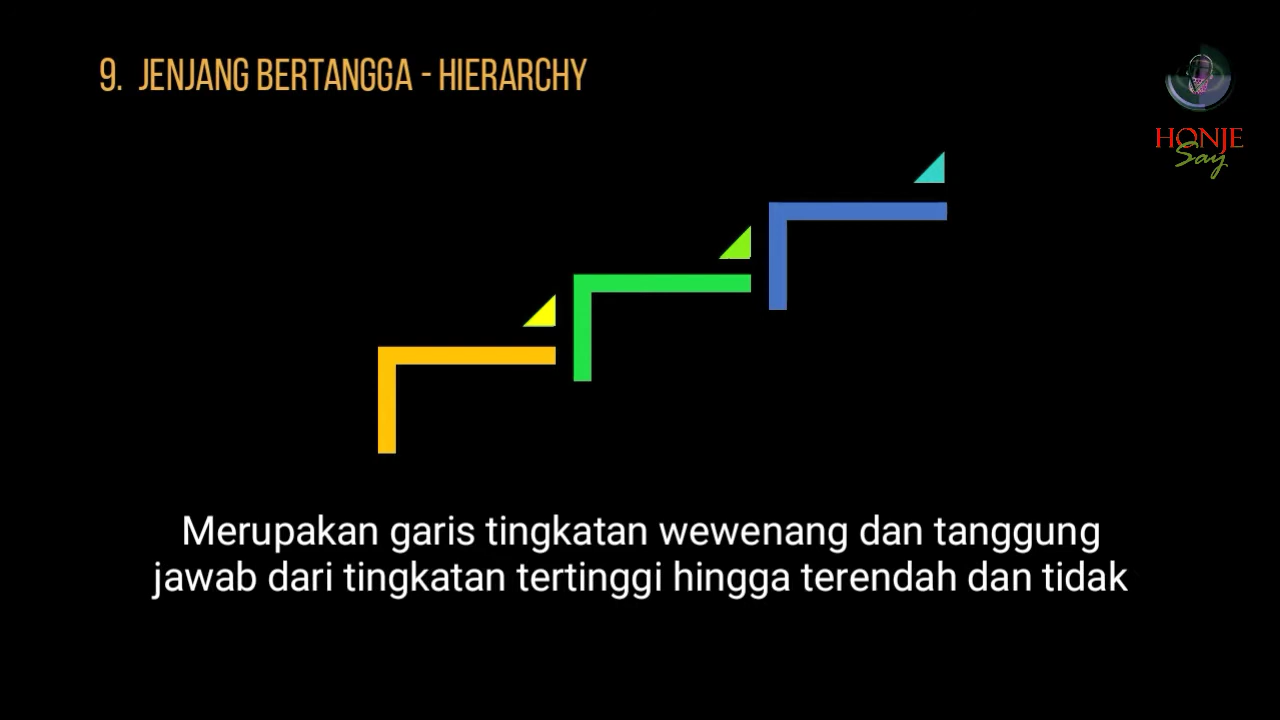 9. JENJANG BERTANGGA - HIERARCHY
HONJE
Say
Merupakan garis tingkatan wewenang dan tanggung
jawab dari tingkatan tertinggi hingga terendah dan tidak